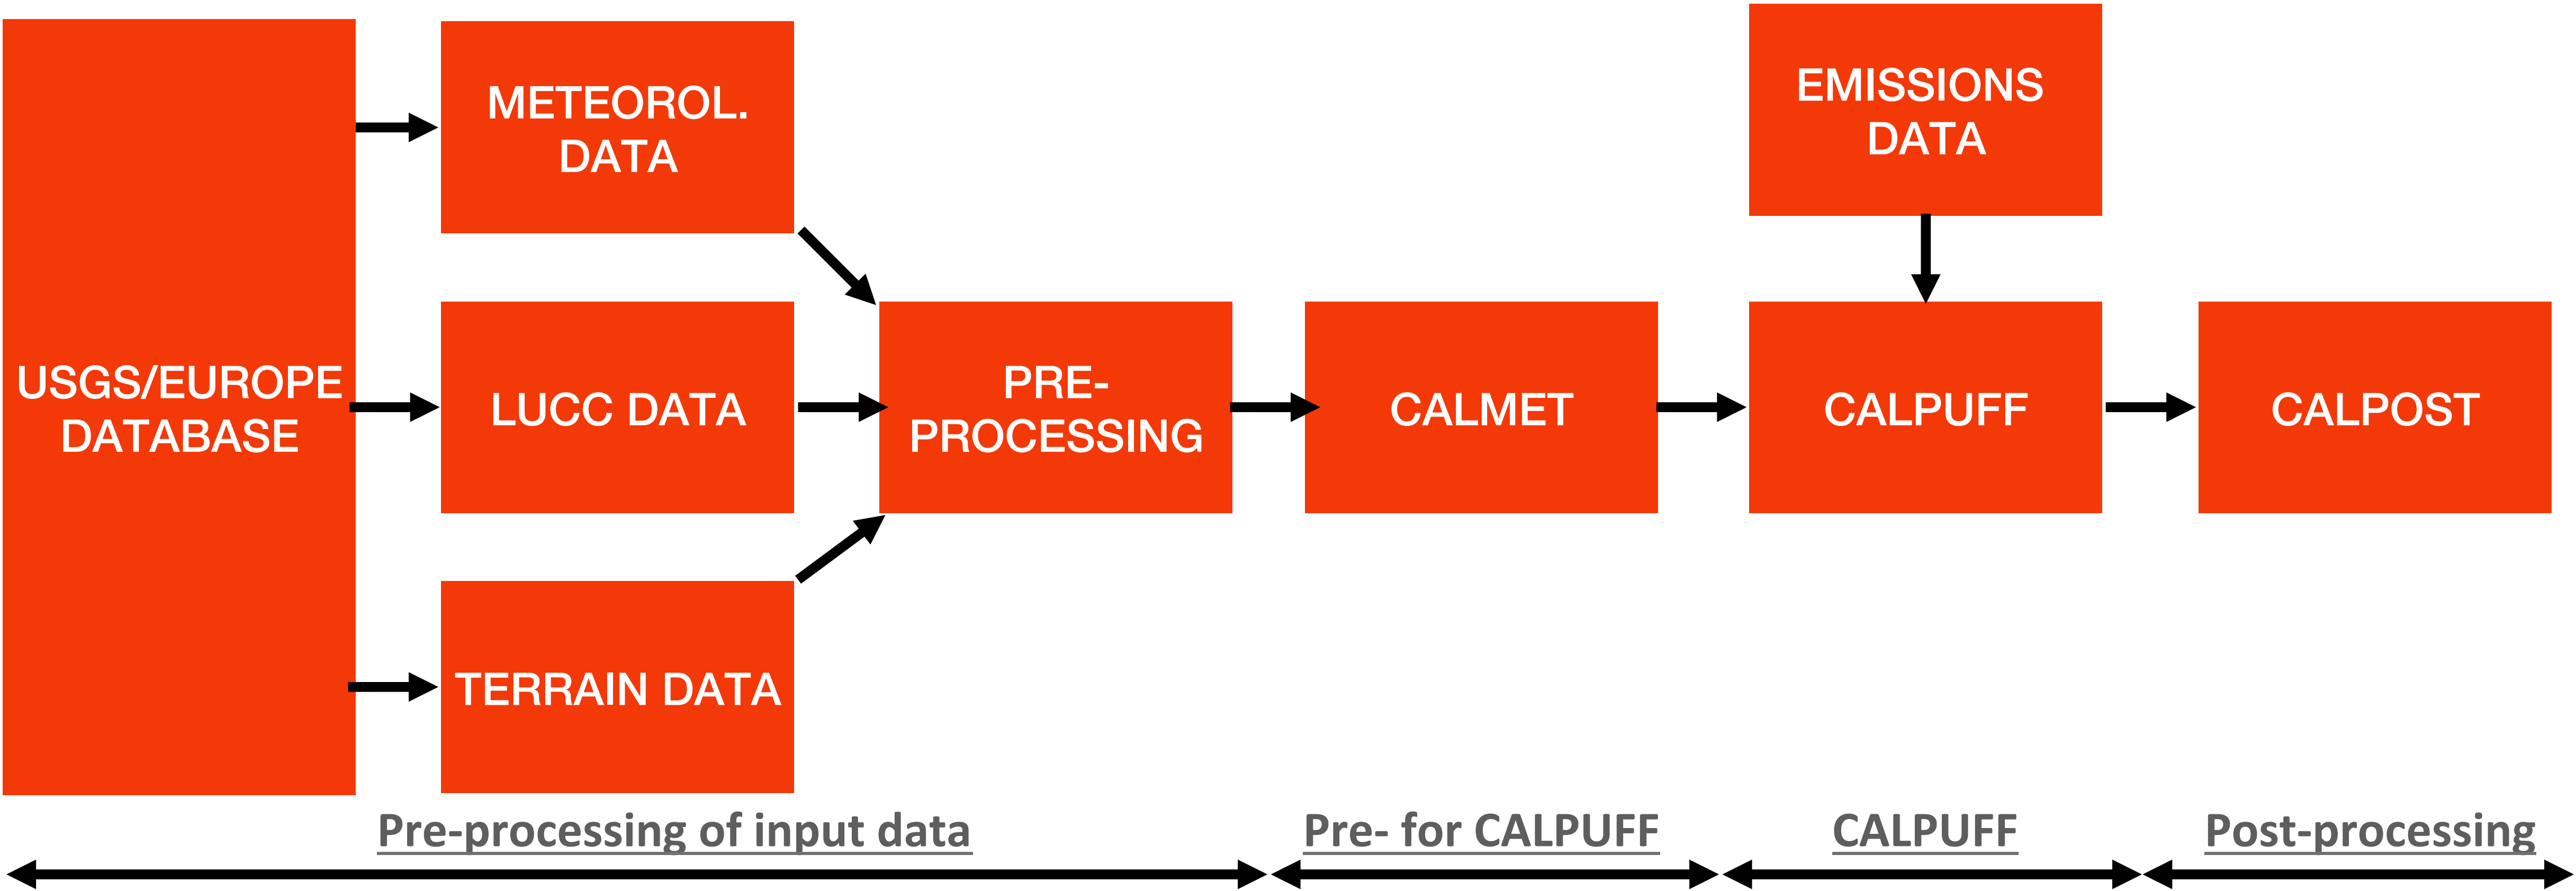 USGS/EUROPE
DATABASE
METEOROL.
DATA
LUCC DATA
TERRAIN DATA
PRE-
PROCESSING
CALMET
EMISSIONS
DATA
CALPUFF
CALPOST
Pre-processing of input data
Pre- for CALPUFF
CALPUFF
Post-processing